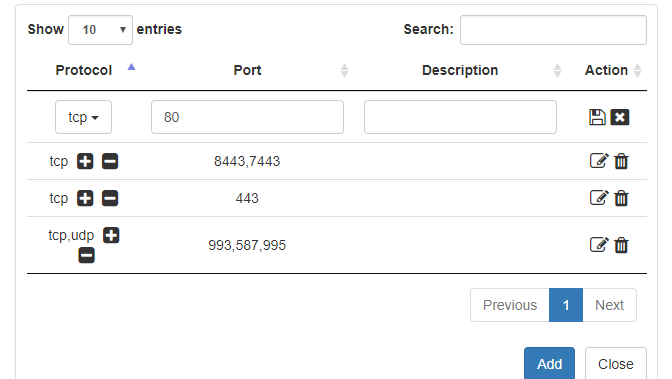 Show 10 entries Search:
Protocol Port Description Action
tcp 80
tcp 8443,7443
tcp 443
tcp,udp 993,587,995
Previous 1 Next
Add Close